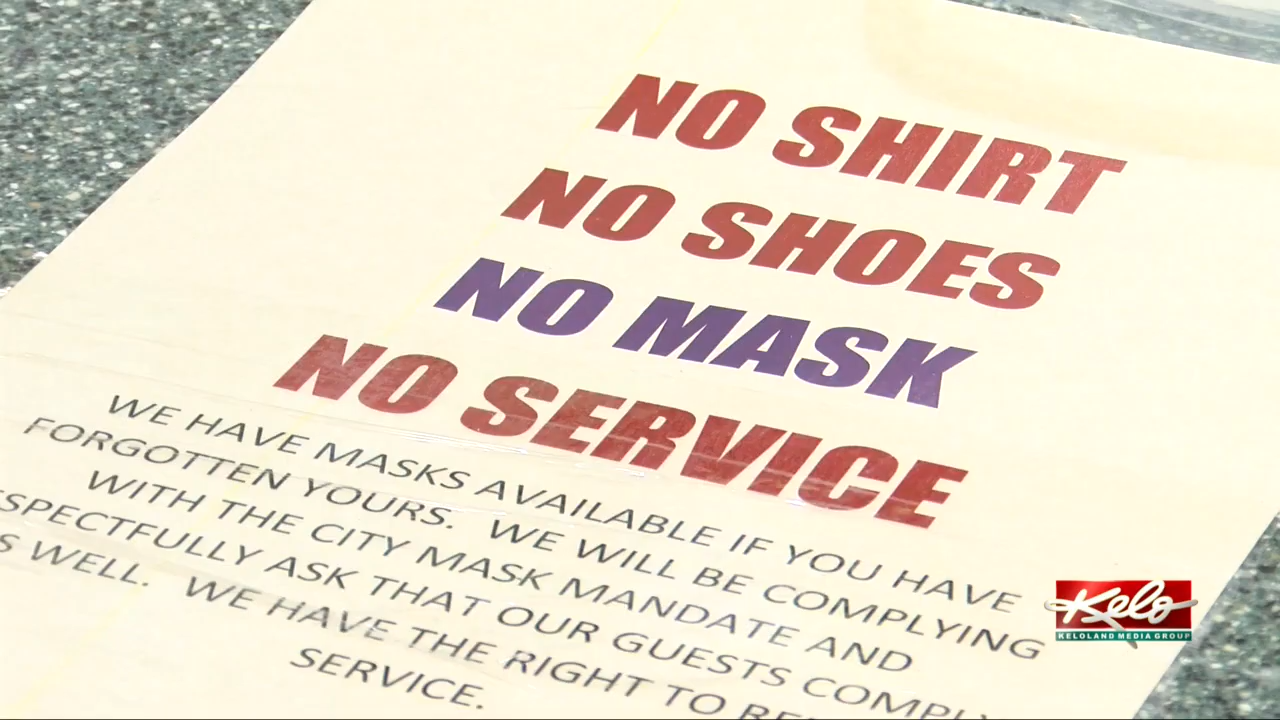 NO SHIRT
NO SHOES
NO MASK
NO SERVICE
WE HAVE MASKS AVAILABLE IF YOU HAVE
FORGOTTEN YOURS. WE WILL BE COMPLYING
WITH THE CITY MASK MANDATE AND
ESPECTFULLY ASK THAT OUR GUESTS COMPLY
S WELL. WE HAVE THE RIGHT TO
SERVICE.
Kelo
KELOLAND MEDIA GROUP